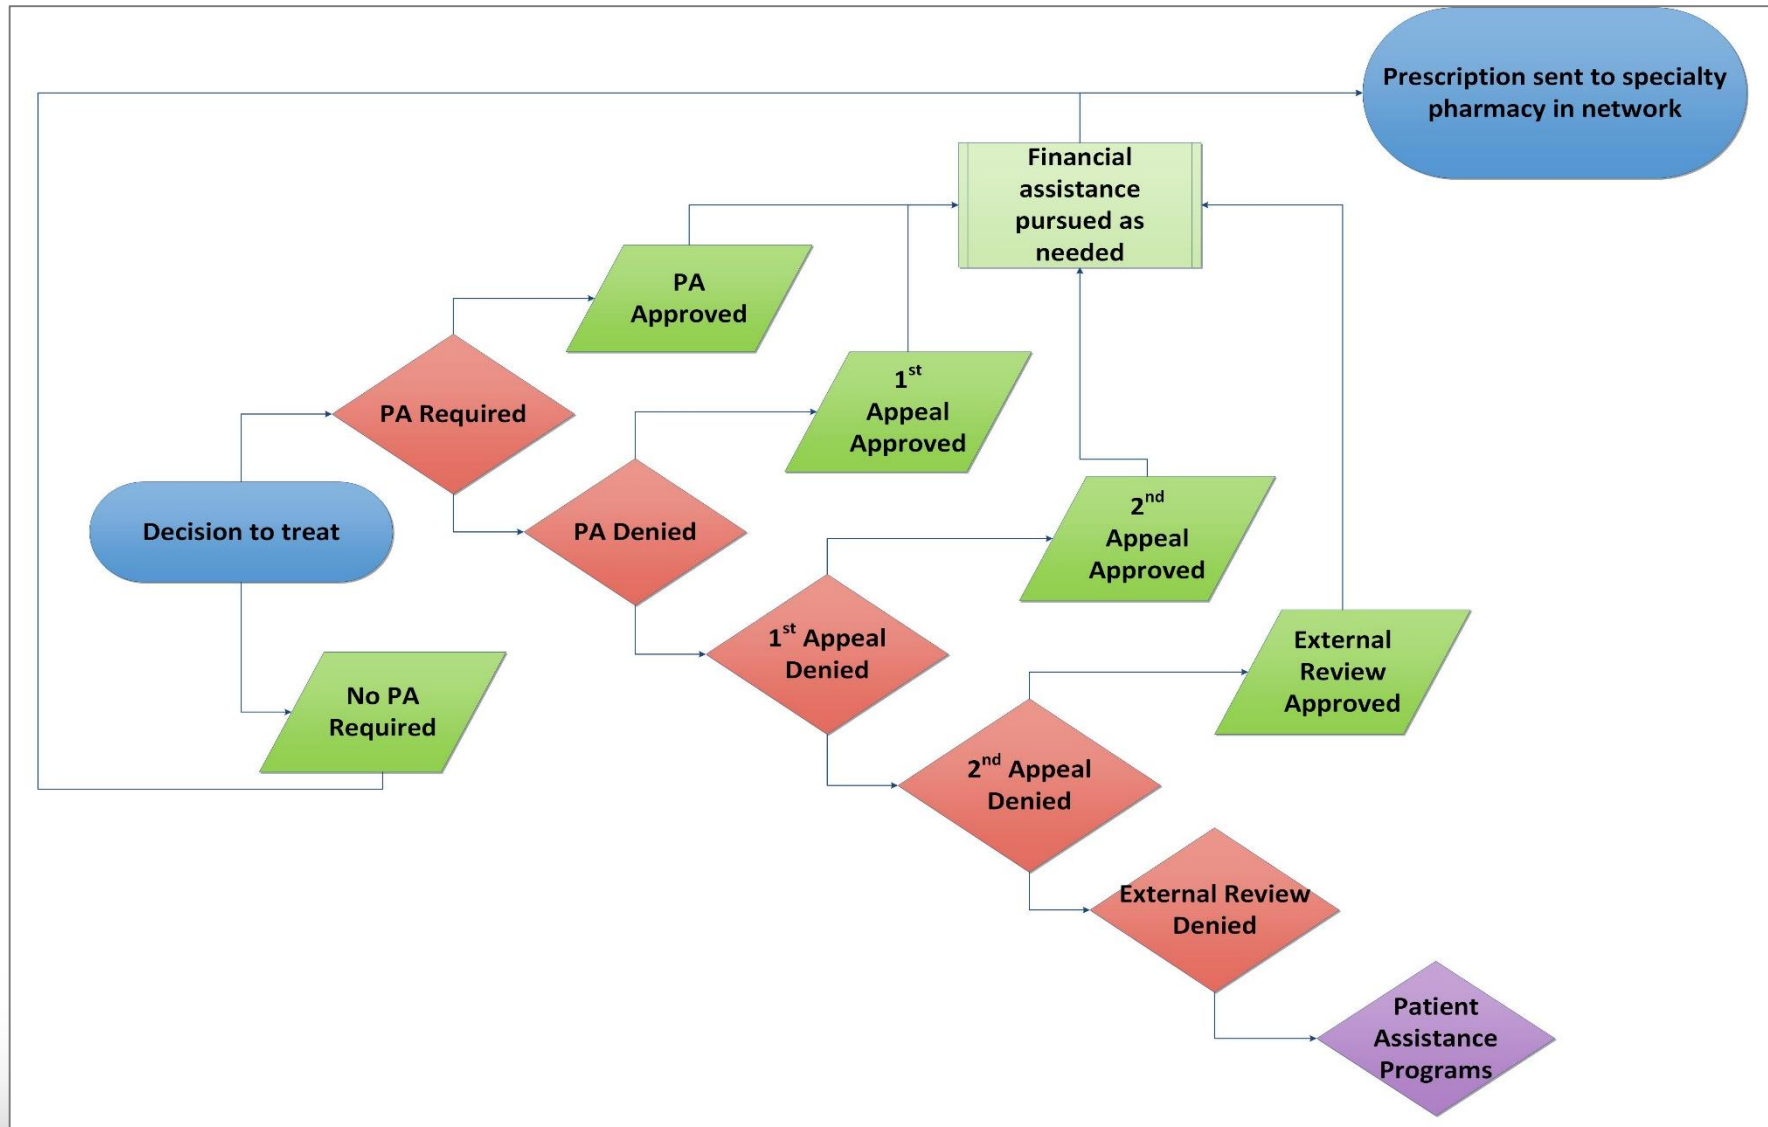 Prescription sent to specialty
pharmacy in network
Financial
assistance
pursued as
needed
PA
Approved
1st
Appeal
Approved
PA Required
2nd
Appeal
Approved
Decision to treat
PA Denied
External
Review
Approved
1st Appeal
Denied
No PA
Required
2nd Appeal
Denied
External Review
Denied
Patient
Assistance
Programs